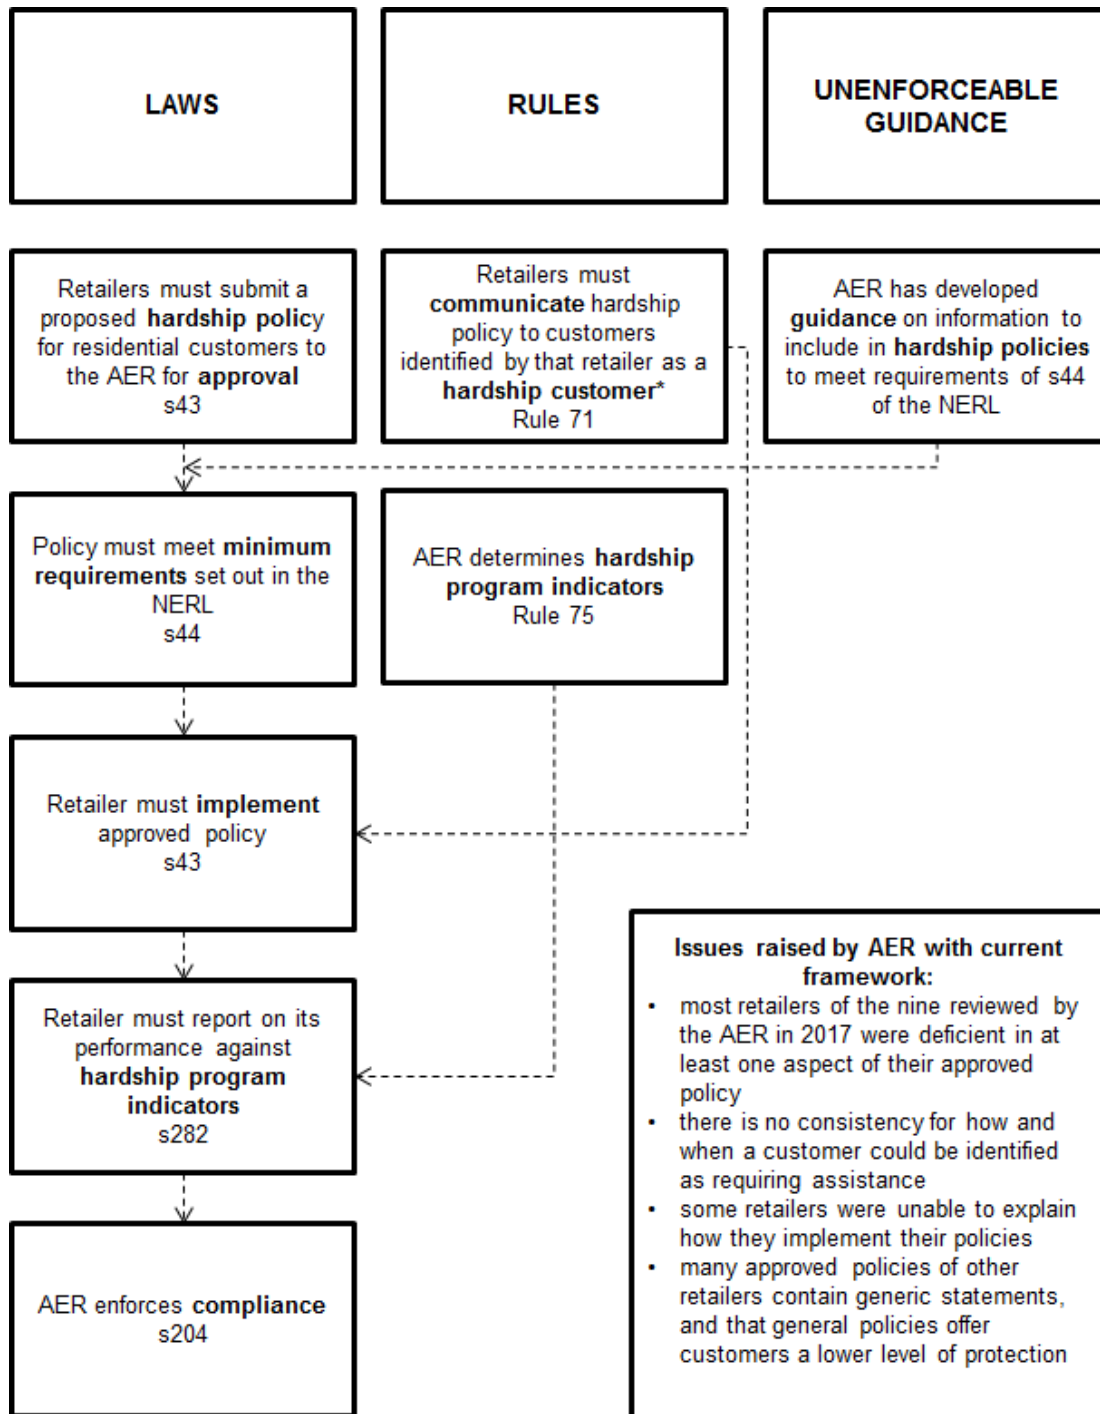 LAWS
RULES
UNENFORCEABLE
GUIDANCE
Retailers must submit a
proposed hardship policy
for residential customers to
the AER for approval
s43
Retailers must
communicate hardship
policy to customers
identified by that retailer as a
hardship customer*
Rule 71
AER has developed
guidance on information to
include in hardship policies
to meet requirements of s44
of the NERL
Policy must meet minimum
requirements set out in the
NERL
s44
AER determines hardship
program indicators
Rule 75
Retailer must implement
approved policy
s43
Retailer must report on its
performance against
hardship program
indicators
s282
AER enforces compliance
s204
Issues raised by AER with current
framework:
• most retailers of the nine reviewed by
the AER in 2017 were deficient in at
least one aspect of their approved
policy
• there is no consistency for how and
when a customer could be identified
as requiring assistance
• some retailers were unable to explain
how they implement their policies
• many approved policies of other
retailers contain generic statements,
and that general policies offer
customers a lower level of protection